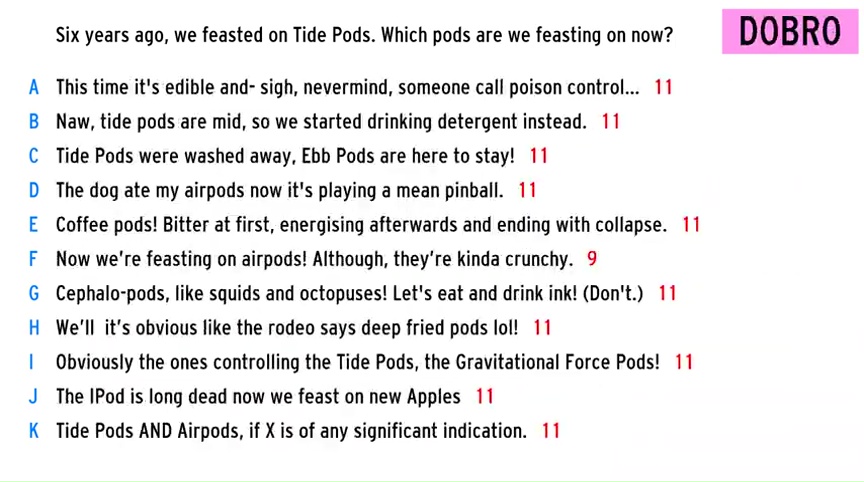 Six years ago, we feasted on Tide Pods. Which pods are we feasting on now?
DOBRO
A This time it's edible and- sigh, nevermind, someone call poison control... 11
B Naw, tide pods are mid, so we started drinking detergent instead. 11
C Tide Pods were washed away, Ebb Pods are here to stay! 11
D The dog ate my airpods now it's playing a mean pinball. 11
E Coffee pods! Bitter at first, energising afterwards and ending with collapse. 11
F Now we're feasting on airpods! Although, they're kinda crunchy. 9
G Cephalo-pods, like squids and octopuses! Let's eat and drink ink! (Don't.) 11
H We'll it's obvious like the rodeo says deep fried pods lol! 11
I Obviously the ones controlling the Tide Pods, the Gravitational Force Pods! 11
J The IPod is long dead now we feast on new Apples 11
K Tide Pods AND Airpods, if X is of any significant indication. 11